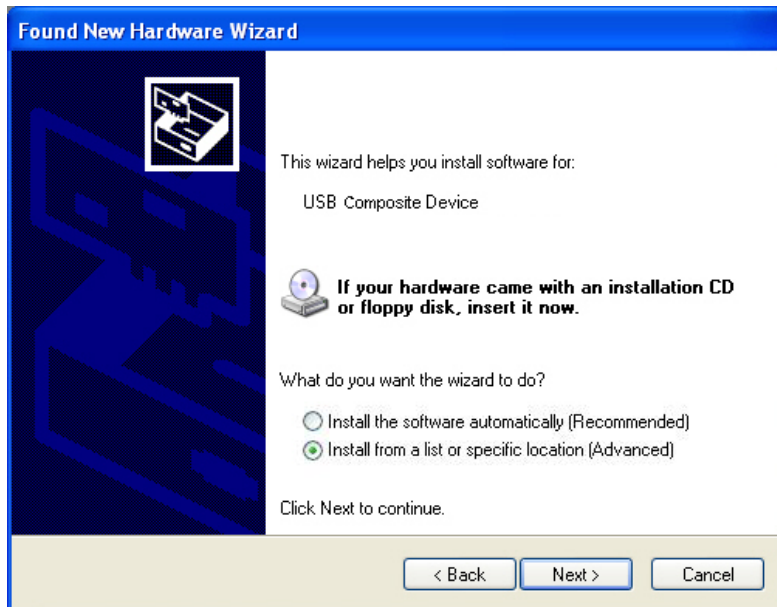 Found New Hardware Wizard
This wizard helps you install software for:
USB Composite Device
If your hardware came with an installation CD
or floppy disk, insert it now.
What do you want the wizard to do?
Install the software automatically (Recommended)
Install from a list or specific location (Advanced)
Click Next to continue.
< Back Next > Cancel